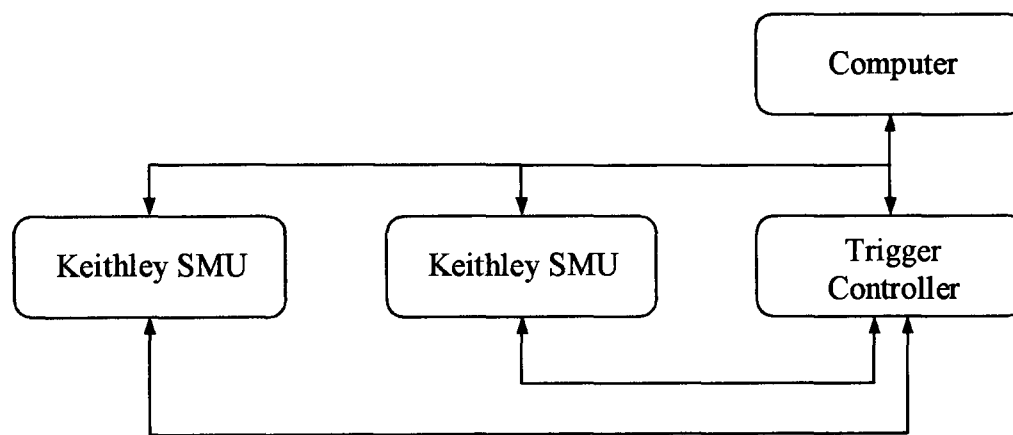 Computer
Keithley SMU
Keithley SMU
Trigger
Controller